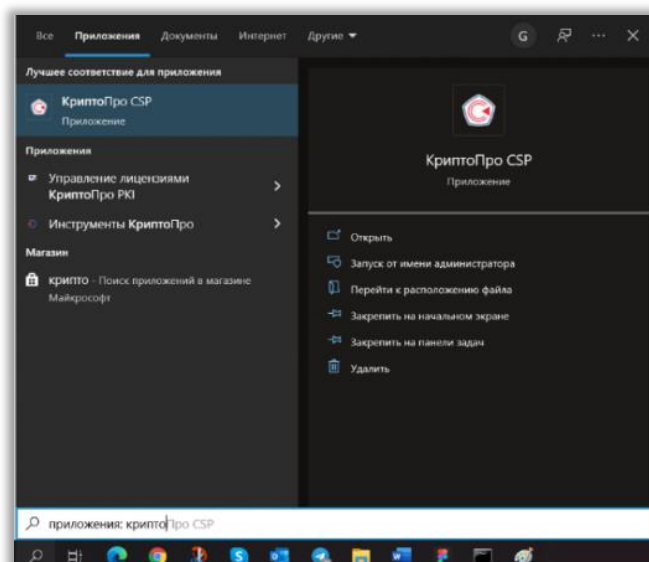 Все Приложения Документы Интернет Другие
G
Лучшее соответствие для приложения
КриптоПро CSP
Приложение
Приложения
Управление лицензиями
КриптоПро PKI
Инструменты КриптоПро
Магазин
крипто - Поиск приложений в магазине
Майкрософт
КриптоПро CSP
Приложение
Открыть
Запуск от имени администратора
Перейти к расположению файла
Закрепить на начальном экране
Закрепить на панели задач
Удалить
приложения: криптоПро CSP